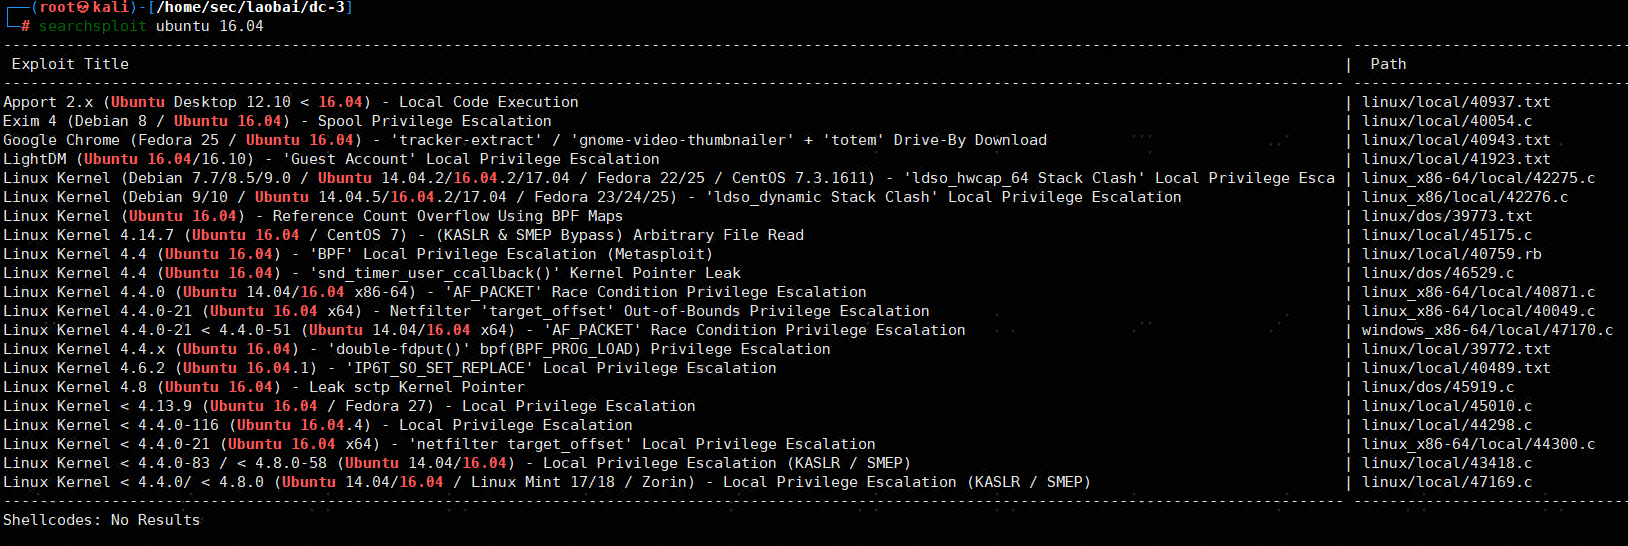 ┌──(root㉿kali)-[/home/sec/laobai/dc-3]
└─# searchsploit ubuntu 16.04
Exploit Title | Path
Apport 2.x (Ubuntu Desktop 12.10 < 16.04) - Local Code Execution | linux/local/40937.txt
Exim 4 (Debian 8 / Ubuntu 16.04) - Spool Privilege Escalation | linux/local/40054.c
Google Chrome (Fedora 25 / Ubuntu 16.04) - 'tracker-extract' / 'gnome-video-thumbnailer' + 'totem' Drive-By Download | linux/local/40943.txt
LightDM (Ubuntu 16.04/16.10) - 'Guest Account' Local Privilege Escalation | linux/local/41923.txt
Linux Kernel (Debian 7.7/8.5/9.0 / Ubuntu 14.04.2/16.04.2/17.04 / Fedora 22/25 / CentOS 7.3.1611) - 'ldso_hwcap_64 Stack Clash' Local Privilege Esca | linux_x86-64/local/42275.c
Linux Kernel (Debian 9/10 / Ubuntu 14.04.5/16.04.2/17.04 / Fedora 23/24/25) - 'ldso_dynamic Stack Clash' Local Privilege Escalation | linux_x86/local/42276.c
Linux Kernel (Ubuntu 16.04) - Reference Count Overflow Using BPF Maps | linux/dos/39773.txt
Linux Kernel 4.14.7 (Ubuntu 16.04 / CentOS 7) - (KASLR & SMEP Bypass) Arbitrary File Read | linux/local/45175.c
Linux Kernel 4.4 (Ubuntu 16.04) - 'BPF' Local Privilege Escalation (Metasploit) | linux/local/40759.rb
Linux Kernel 4.4 (Ubuntu 16.04) - 'snd_timer_user_ccallback()' Kernel Pointer Leak | linux/dos/46529.c
Linux Kernel 4.4.0 (Ubuntu 14.04/16.04 x86-64) - 'AF_PACKET' Race Condition Privilege Escalation | linux_x86-64/local/40871.c
Linux Kernel 4.4.0-21 (Ubuntu 16.04 x64) - Netfilter 'target_offset' Out-of-Bounds Privilege Escalation | linux_x86-64/local/40049.c
Linux Kernel 4.4.0-21 < 4.4.0-51 (Ubuntu 14.04/16.04 x64) - 'AF_PACKET' Race Condition Privilege Escalation | windows_x86-64/local/47170.c
Linux Kernel 4.4.x (Ubuntu 16.04) - 'double-fdput()' bpf(BPF_PROG_LOAD) Privilege Escalation | linux/local/39772.txt
Linux Kernel 4.6.2 (Ubuntu 16.04.1) - 'IP6T_SO_SET_REPLACE' Local Privilege Escalation | linux/local/40489.txt
Linux Kernel 4.8 (Ubuntu 16.04) - Leak sctp Kernel Pointer | linux/dos/45919.c
Linux Kernel < 4.13.9 (Ubuntu 16.04 / Fedora 27) - Local Privilege Escalation | linux/local/45010.c
Linux Kernel < 4.4.0-116 (Ubuntu 16.04.4) - Local Privilege Escalation | linux/local/44298.c
Linux Kernel < 4.4.0-21 (Ubuntu 16.04 x64) - 'netfilter target_offset' Local Privilege Escalation | linux_x86-64/local/44300.c
Linux Kernel < 4.4.0-83 / < 4.8.0-58 (Ubuntu 14.04/16.04) - Local Privilege Escalation (KASLR / SMEP) | linux/local/43418.c
Linux Kernel < 4.4.0/ < 4.8.0 (Ubuntu 14.04/16.04 / Linux Mint 17/18 / Zorin) - Local Privilege Escalation (KASLR / SMEP) | linux/local/47169.c
Shellcodes: No Results